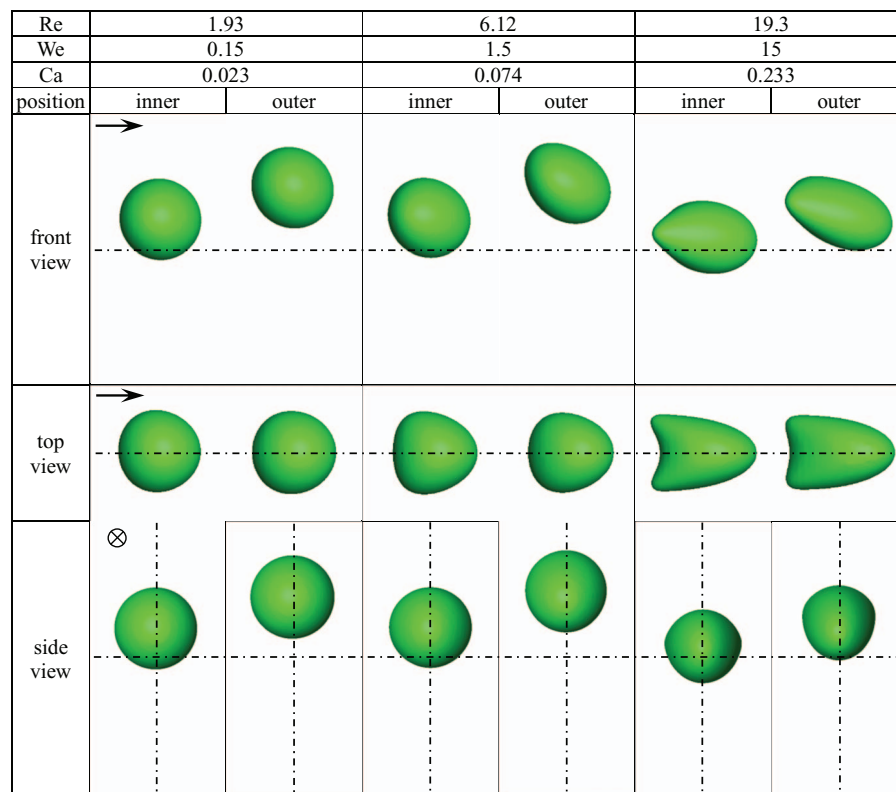 Re 1.93 6.12 19.3
We 0.15 1.5 15
Ca 0.023 0.074 0.233
position inner outer inner outer inner outer
front
view
top
view
side
view